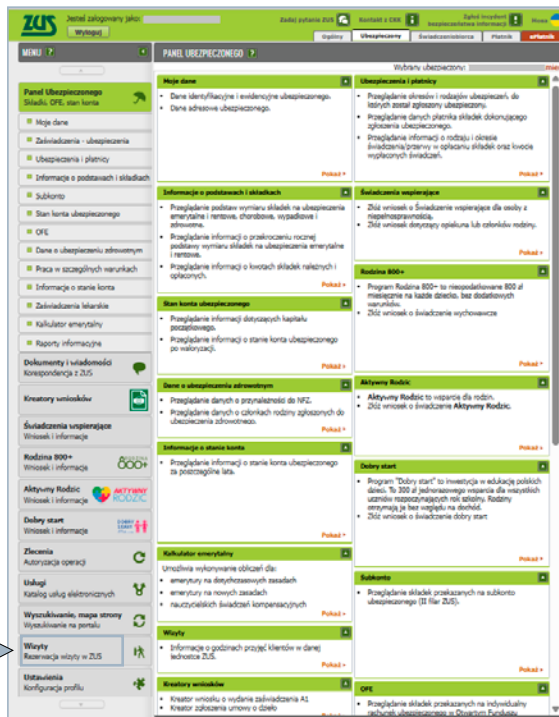 ZUS
Jesteś zalogowany jako:
Wyloguj
Zadaj pytanie ZUS
Kontakt z CRK
Zgłoś incydent bezpieczeństwa informacji
Ogólny
Ubezpieczony
Świadczeniobiorca
Płatnik
ePłatnik
MENU
PANEL UBEZPIECZONEGO
Wybrany ubezpieczony:
Panel Ubezpieczonego
Składki, OFE, stan konta
Moje dane
Zaświadczenia - ubezpieczenia
Ubezpieczenia i płatnicy
Informacje o podstawach i składkach
Subkonto
Stan konta ubezpieczonego
OFE
Dane o ubezpieczeniu zdrowotnym
Praca w szczególnych warunkach
Informacje o stanie konta
Zaświadczenia lekarskie
Kalkulator emerytalny
Raporty informacyjne
Dokumenty i wiadomości
Korespondencja z ZUS
Kreatory wniosków
Świadczenia wspierające
Wnioski i informacje
Rodzina 800+
Wnioski i informacje
Aktywny Rodzic
Wnioski i informacje
AKTYWNY
RODZIC
Dobry start
Wnioski i informacje
Zlecenia
Autoryzacja operacji
Usługi
Katalog usług elektronicznych
Wyszukiwanie, mapa strony
Wyszukiwanie na portalu
Wizyty
Rezerwacja wizyty w ZUS
Ustawienia
Konfiguracja profilu
Moje dane
Dane identyfikacyjne i ewidencyjne ubezpieczonego.
Dane adresowe ubezpieczonego.
Pokaż
Informacje o podstawach i składkach
Przeglądanie podstaw wymiaru składek na ubezpieczenia
emerytalne i rentowe, chorobowe, wypadkowe i
zdrowotne.
Przeglądanie informacji o przekroczeniu rocznej
podstawy wymiaru składek na ubezpieczenie emerytalne
i rentowe.
Przeglądanie informacji o kwotach składek należnych i
opłaconych.
Pokaż
Stan konta ubezpieczonego
Przeglądanie informacji dotyczących kapitału
początkowego.
Przeglądanie informacji o stanie konta ubezpieczonego
po waloryzacji.
Pokaż
Dane o ubezpieczeniu zdrowotnym
Przeglądanie danych o przynależności do NFZ.
Przeglądanie danych o członkach rodziny zgłoszonych do
ubezpieczenia zdrowotnego.
Pokaż
Informacje o stanie konta
Przeglądanie informacji o stanie konta ubezpieczonego
za poszczególne lata.
Pokaż
Kalkulator emerytalny
Umożliwia wykonywanie obliczeń dla:
emerytury na dotychczasowych zasadach
emerytury na nowych zasadach
nauczycielskich świadczeń kompensacyjnych
Pokaż
Wizyty
Informacje o godzinach przyjęć klientów w danej
jednostce ZUS.
Pokaż
Kreatory wniosków
Kreator wniosku o wydanie zaświadczenia A1
Kreator zgłoszenia umowy o dzieło
Ubezpieczenia i płatnicy
Przeglądanie okresów i rodzajów ubezpieczeń, do
których został zgłoszony ubezpieczony.
Przeglądanie danych płatnika składek dokonującego
zgłoszenia ubezpieczonego.
Przeglądanie informacji o rodzaju i okresie
świadczenia/przerwy w opłacaniu składek oraz kwocie
wypłaconych świadczeń.
Pokaż
Świadczenia wspierające
Złóż wniosek o Świadczenie wspierające dla osoby z
niepełnosprawnością.
Złóż wniosek dotyczący opiekuna lub członków rodziny.
Pokaż
Rodzina 800+
Program Rodzina 800+ to nieopodatkowane 800 zł
miesięcznie na każde dziecko, bez dodatkowych
warunków.
Złóż wniosek o świadczenie wychowawcze
Pokaż
Aktywny Rodzic
Aktywny Rodzic to wsparcie dla rodzin.
Złóż wniosek o świadczenie Aktywny Rodzic.
Pokaż
Dobry start
Program "Dobry start" to inwestycja w edukację polskich
dzieci. To 300 zł jednorazowego wsparcia dla wszystkich
uczniów rozpoczynających rok szkolny. Rodziny
otrzymają je bez względu na dochód.
Złóż wniosek o świadczenie dobry start
Pokaż
Subkonto
Przeglądanie składek przekazanych na subkonto
ubezpieczonego (II filar ZUS).
Pokaż
OFE
Przeglądanie składek przekazanych na indywidualny
rachunek ubezpieczonego w Otwartym Funduszu